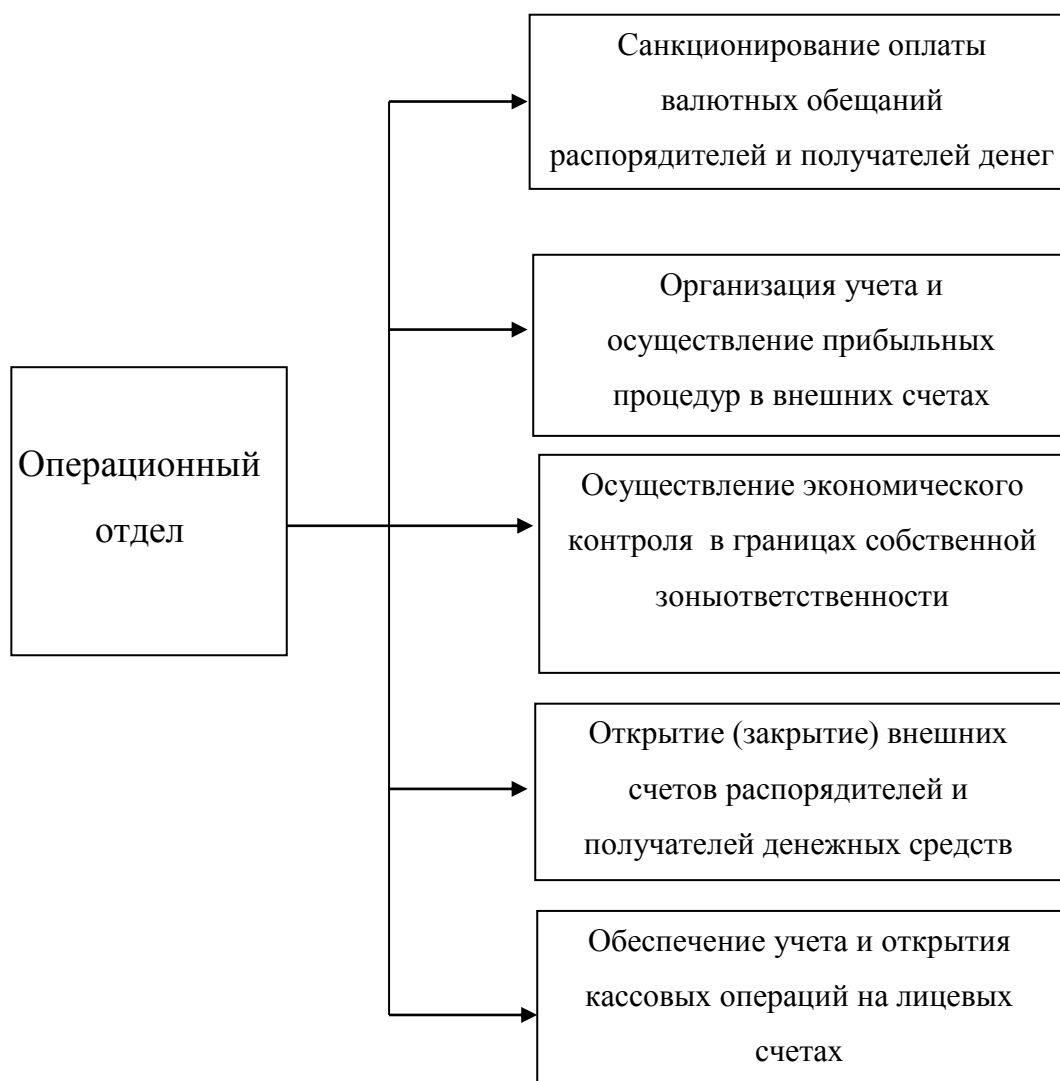 Санкционирование оплаты
валютных обещаний
распорядителей и получателей денег
Организация учета и
осуществление прибыльных
процедур в внешних счетах
Операционный
отдел
Осуществление экономического
контроля в границах собственной
зоныответственности
Открытие (закрытие) внешних
счетов распорядителей и
получателей денежных средств
Обеспечение учета и открытия
кассовых операций на лицевых
счетах